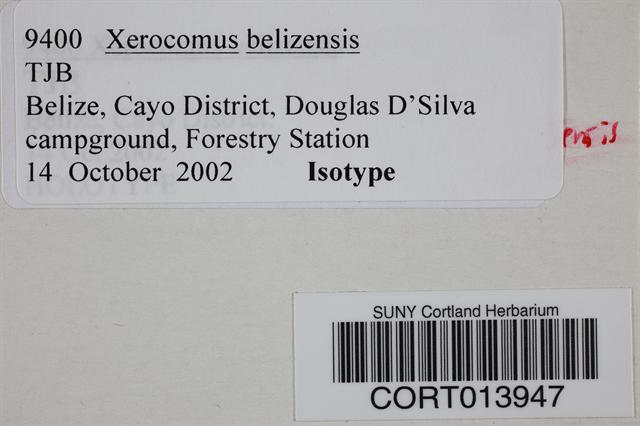 9400 Xerocomus belizensis
TJB
Belize, Cayo District, Douglas D'Silva
campground, Forestry Station
14 October 2002 Isotype
ensis
SUNY Cortland Herbarium
CORT013947